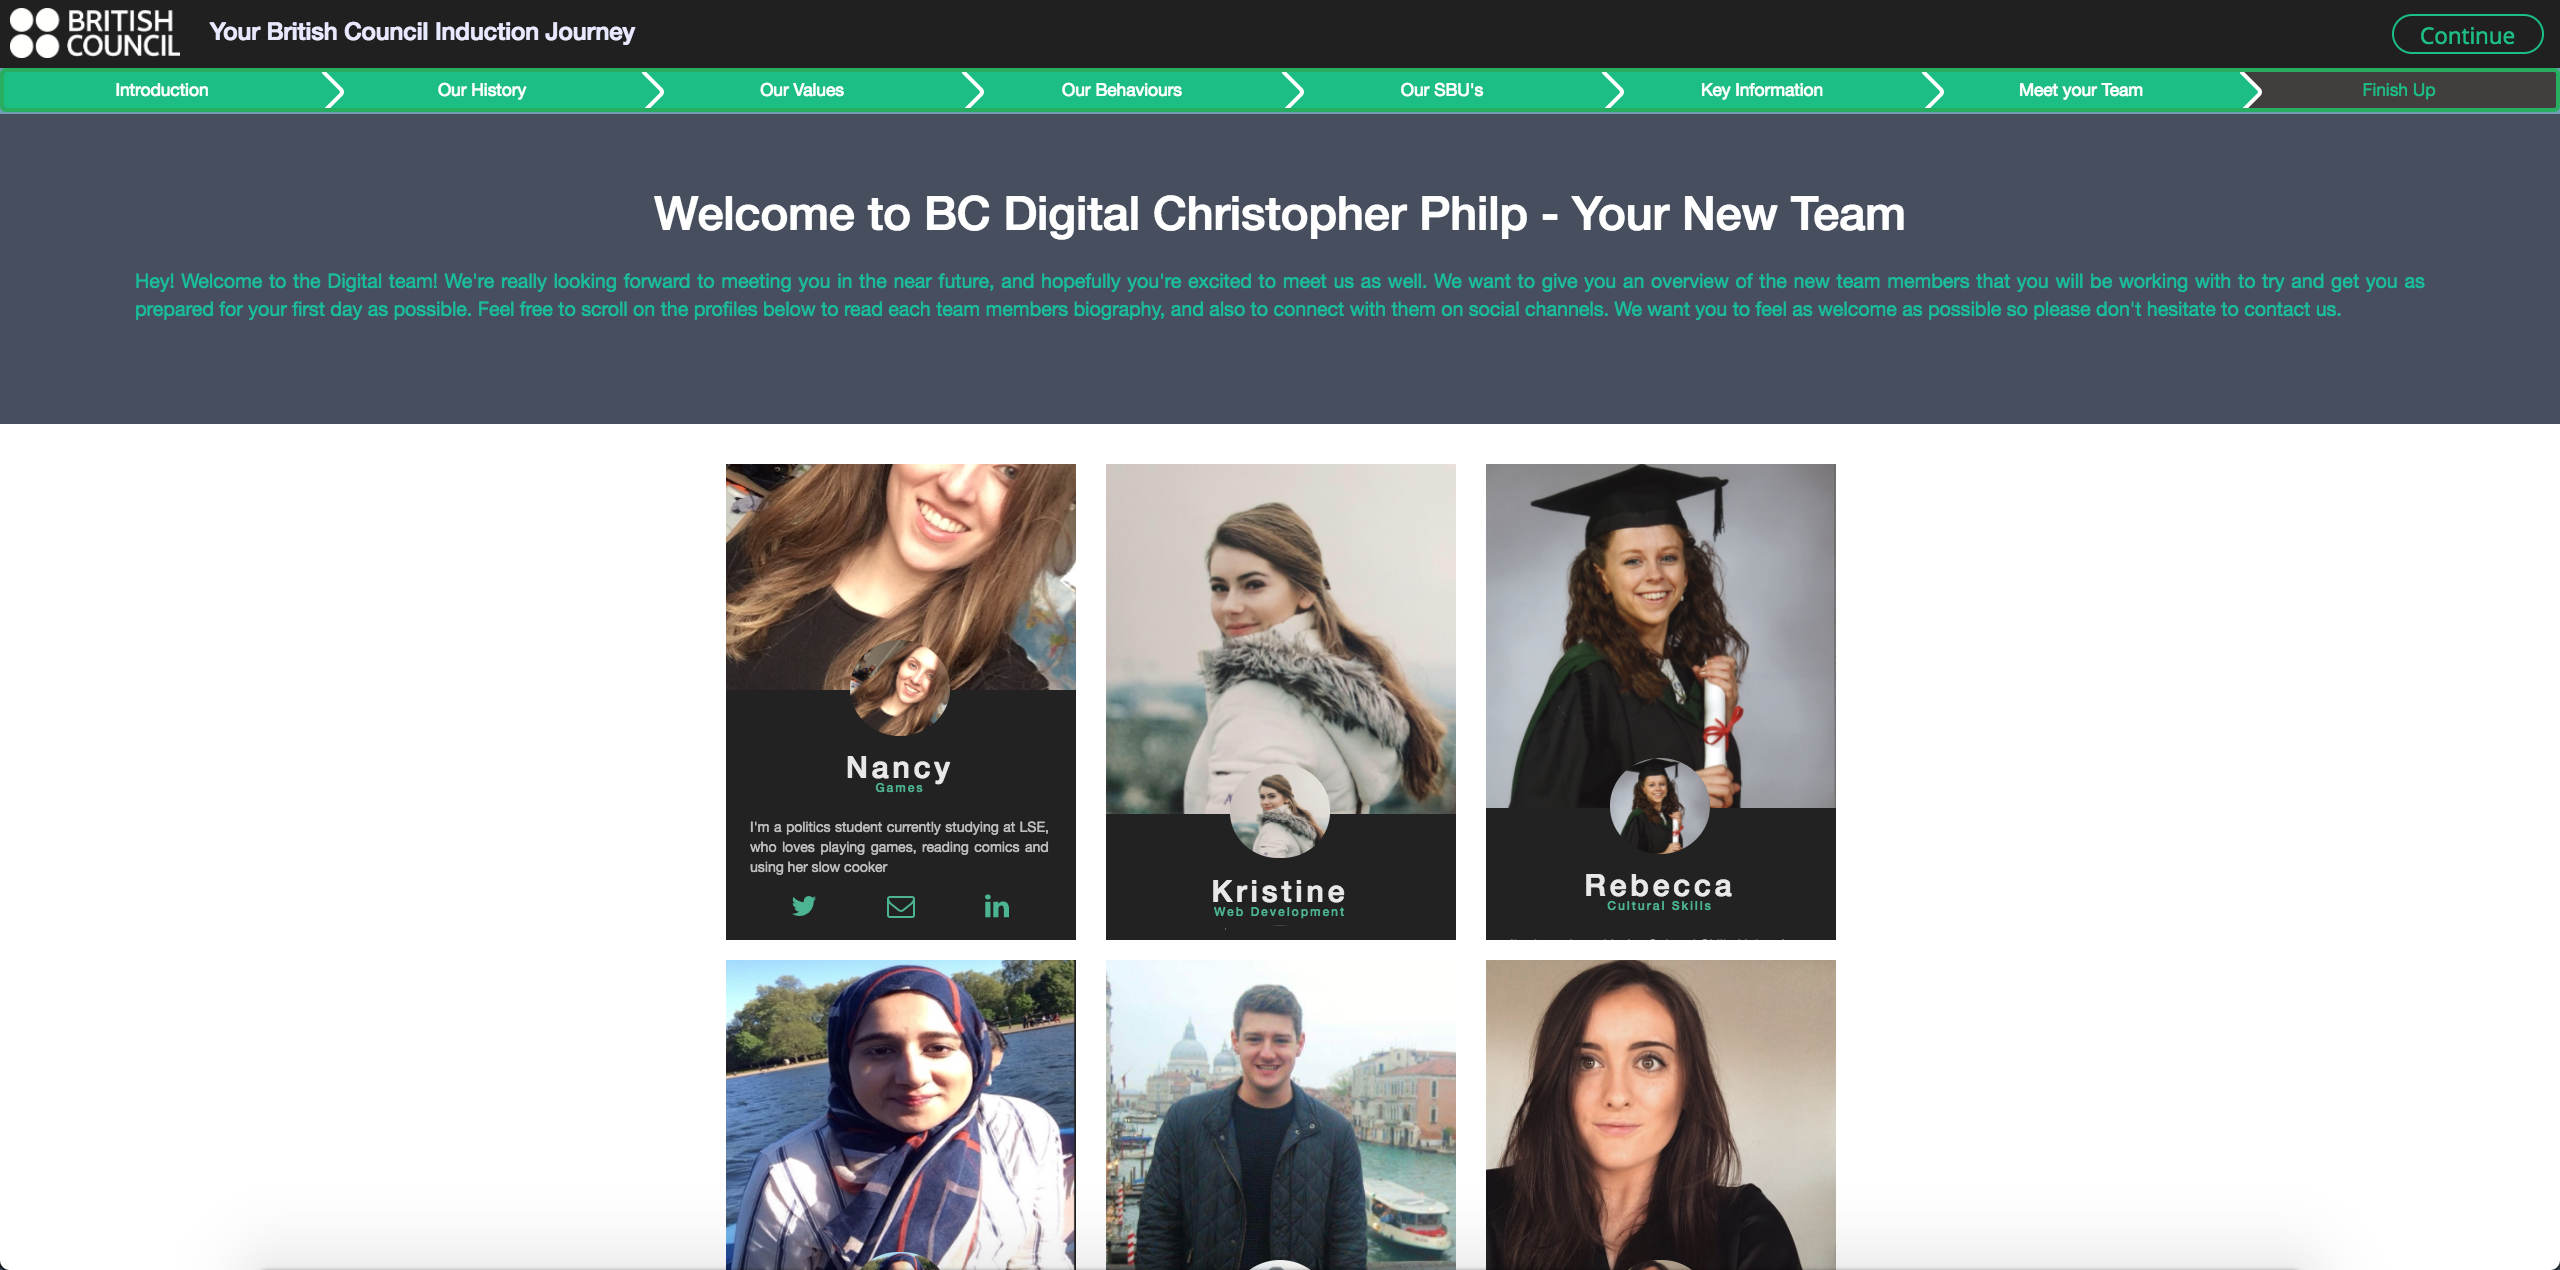 BRITISH
COUNCIL
Your British Council Induction Journey
Continue
Introduction
Our History
Our Values
Our Behaviours
Our SBU's
Key Information
Meet your Team
Finish Up
Welcome to BC Digital Christopher Philp - Your New Team
Hey! Welcome to the Digital team! We're really looking forward to meeting you in the near future, and hopefully you're excited to meet us as well. We want to give you an overview of the new team members that you will be working with to try and get you as
prepared for your first day as possible. Feel free to scroll on the profiles below to read each team members biography, and also to connect with them on social channels. We want you to feel as welcome as possible so please don't hesitate to contact us.
Nancy
Games
I'm a politics student currently studying at LSE,
who loves playing games, reading comics and
using her slow cooker
Kristine
Web Development
Rebecca
Cultural Skills